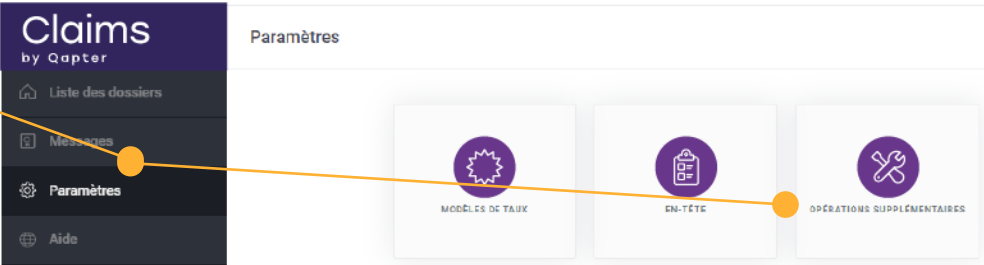 Claims
by Qapter
Paramètres
Liste des dossiers
Messages
Paramètres
Aide
MODÈLES DE TAUX
EN-TÊTE
OPÉRATIONS SUPPLÉMENTAIRES